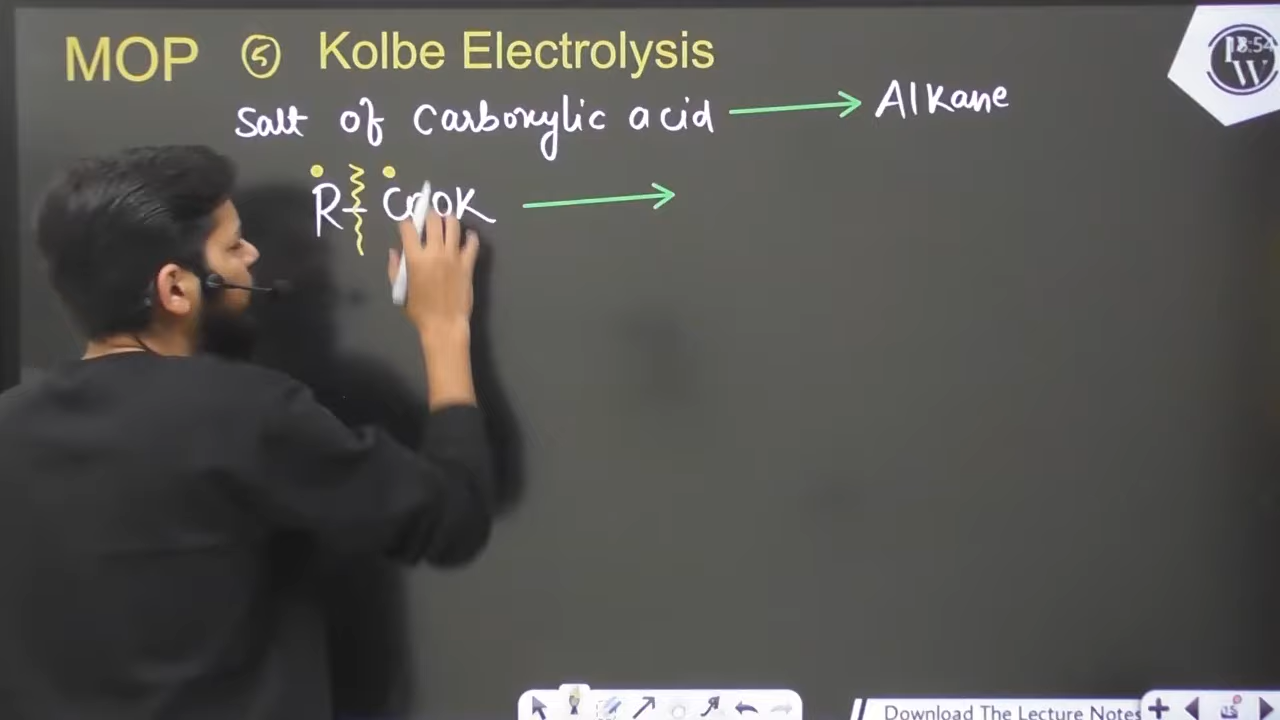 MOP ⑤ Kolbe Electrolysis
Salt of Carboxylic acid → Alkane
R - COOK →
Download The Lecture Notes